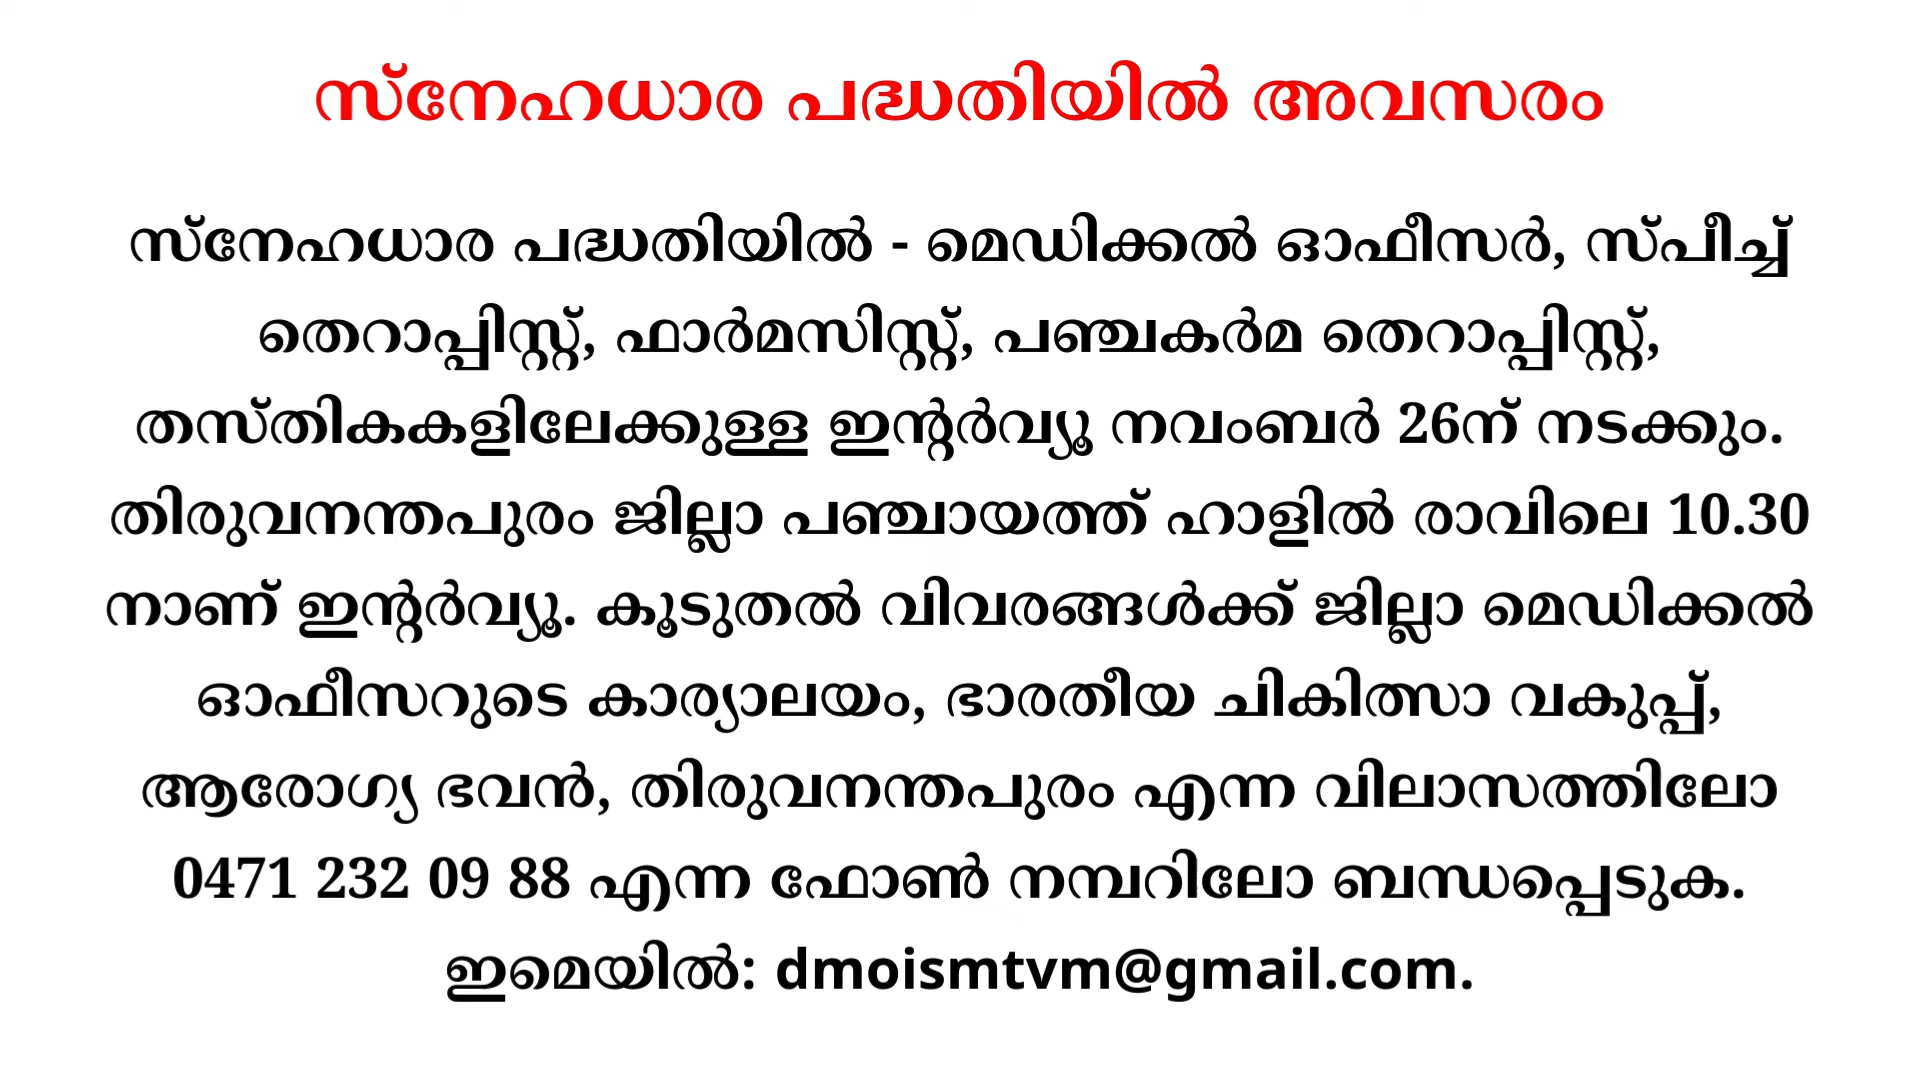 സ്നേഹധാര പദ്ധതിയിൽ അവസരം
സ്നേഹധാര പദ്ധതിയിൽ - മെഡിക്കൽ ഓഫീസർ, സ്പീച്ച്
തെറാപ്പിസ്റ്റ്, ഫാർമസിസ്റ്റ്, പഞ്ചകർമ തെറാപ്പിസ്റ്റ്,
തസ്തികകളിലേക്കുള്ള ഇന്റർവ്യൂ നവംബർ 26ന് നടക്കും.
തിരുവനന്തപുരം ജില്ലാ പഞ്ചായത്ത് ഹാളിൽ രാവിലെ 10.30
നാണ് ഇന്റർവ്യൂ. കൂടുതൽ വിവരങ്ങൾക്ക് ജില്ലാ മെഡിക്കൽ
ഓഫീസറുടെ കാര്യാലയം, ഭാരതീയ ചികിത്സാ വകുപ്പ്,
ആരോഗ്യ ഭവൻ, തിരുവനന്തപുരം എന്ന വിലാസത്തിലോ
0471 232 09 88 എന്ന ഫോൺ നമ്പറിലോ ബന്ധപ്പെടുക.
ഇമെയിൽ: dmoismtvm@gmail.com.